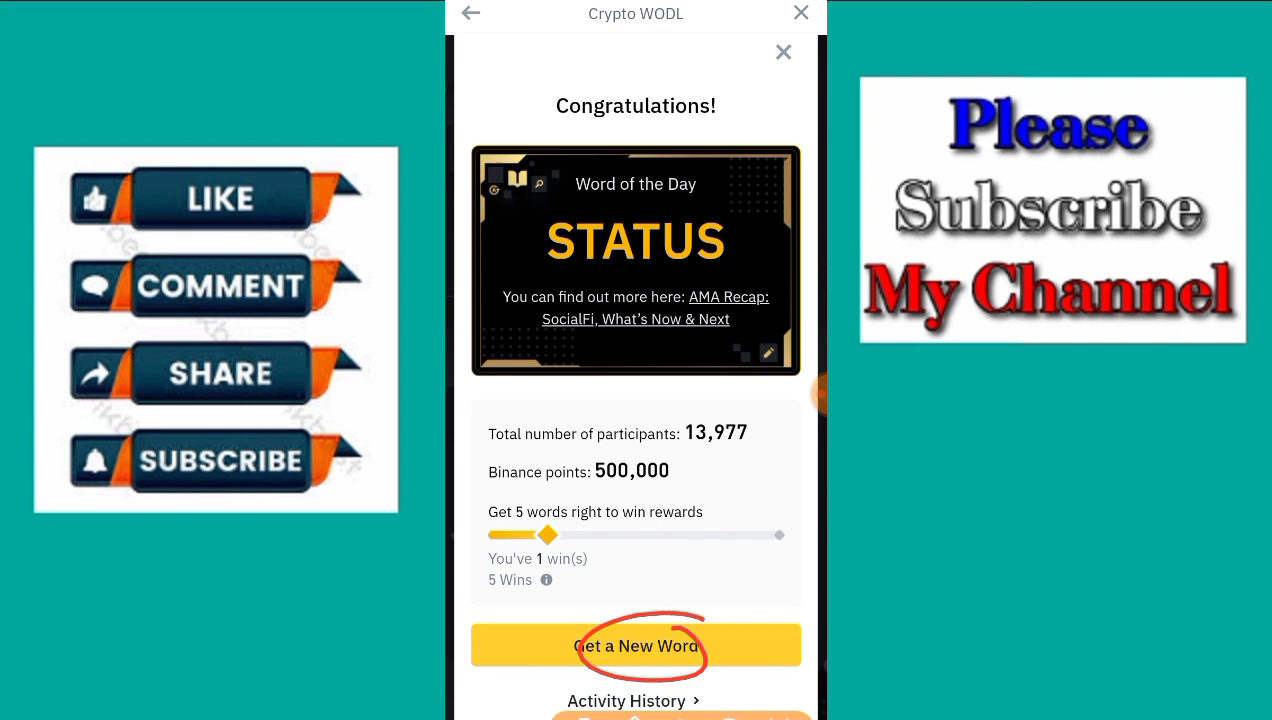 Crypto WODL
Congratulations!
Word of the Day
STATUS
You can find out more here: AMA Recap:
SocialFi, What's Now & Next
Total number of participants: 13,977
Binance points: 500,000
Get 5 words right to win rewards
You've 1 win(s)
5 Wins
Get a New Word
Activity History
LIKE
COMMENT
SHARE
SUBSCRIBE
Please
Subscribe
My Channel